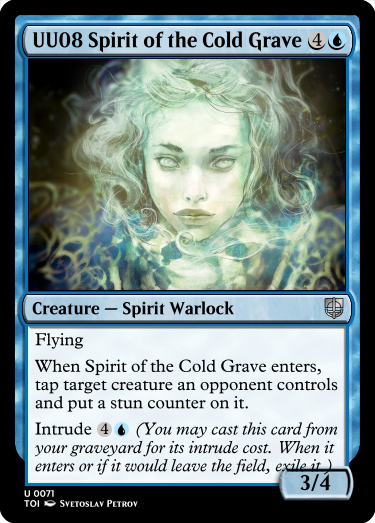 UU08 Spirit of the Cold Grave 4
Creature — Spirit Warlock
Flying
When Spirit of the Cold Grave enters,
tap target creature an opponent controls
and put a stun counter on it.
Intrude 4 (You may cast this card from
your graveyard for its intrude cost. When it
enters or if it would leave the field, exile it.)
3/4
U 0071
TOI Svetoslav Petrov